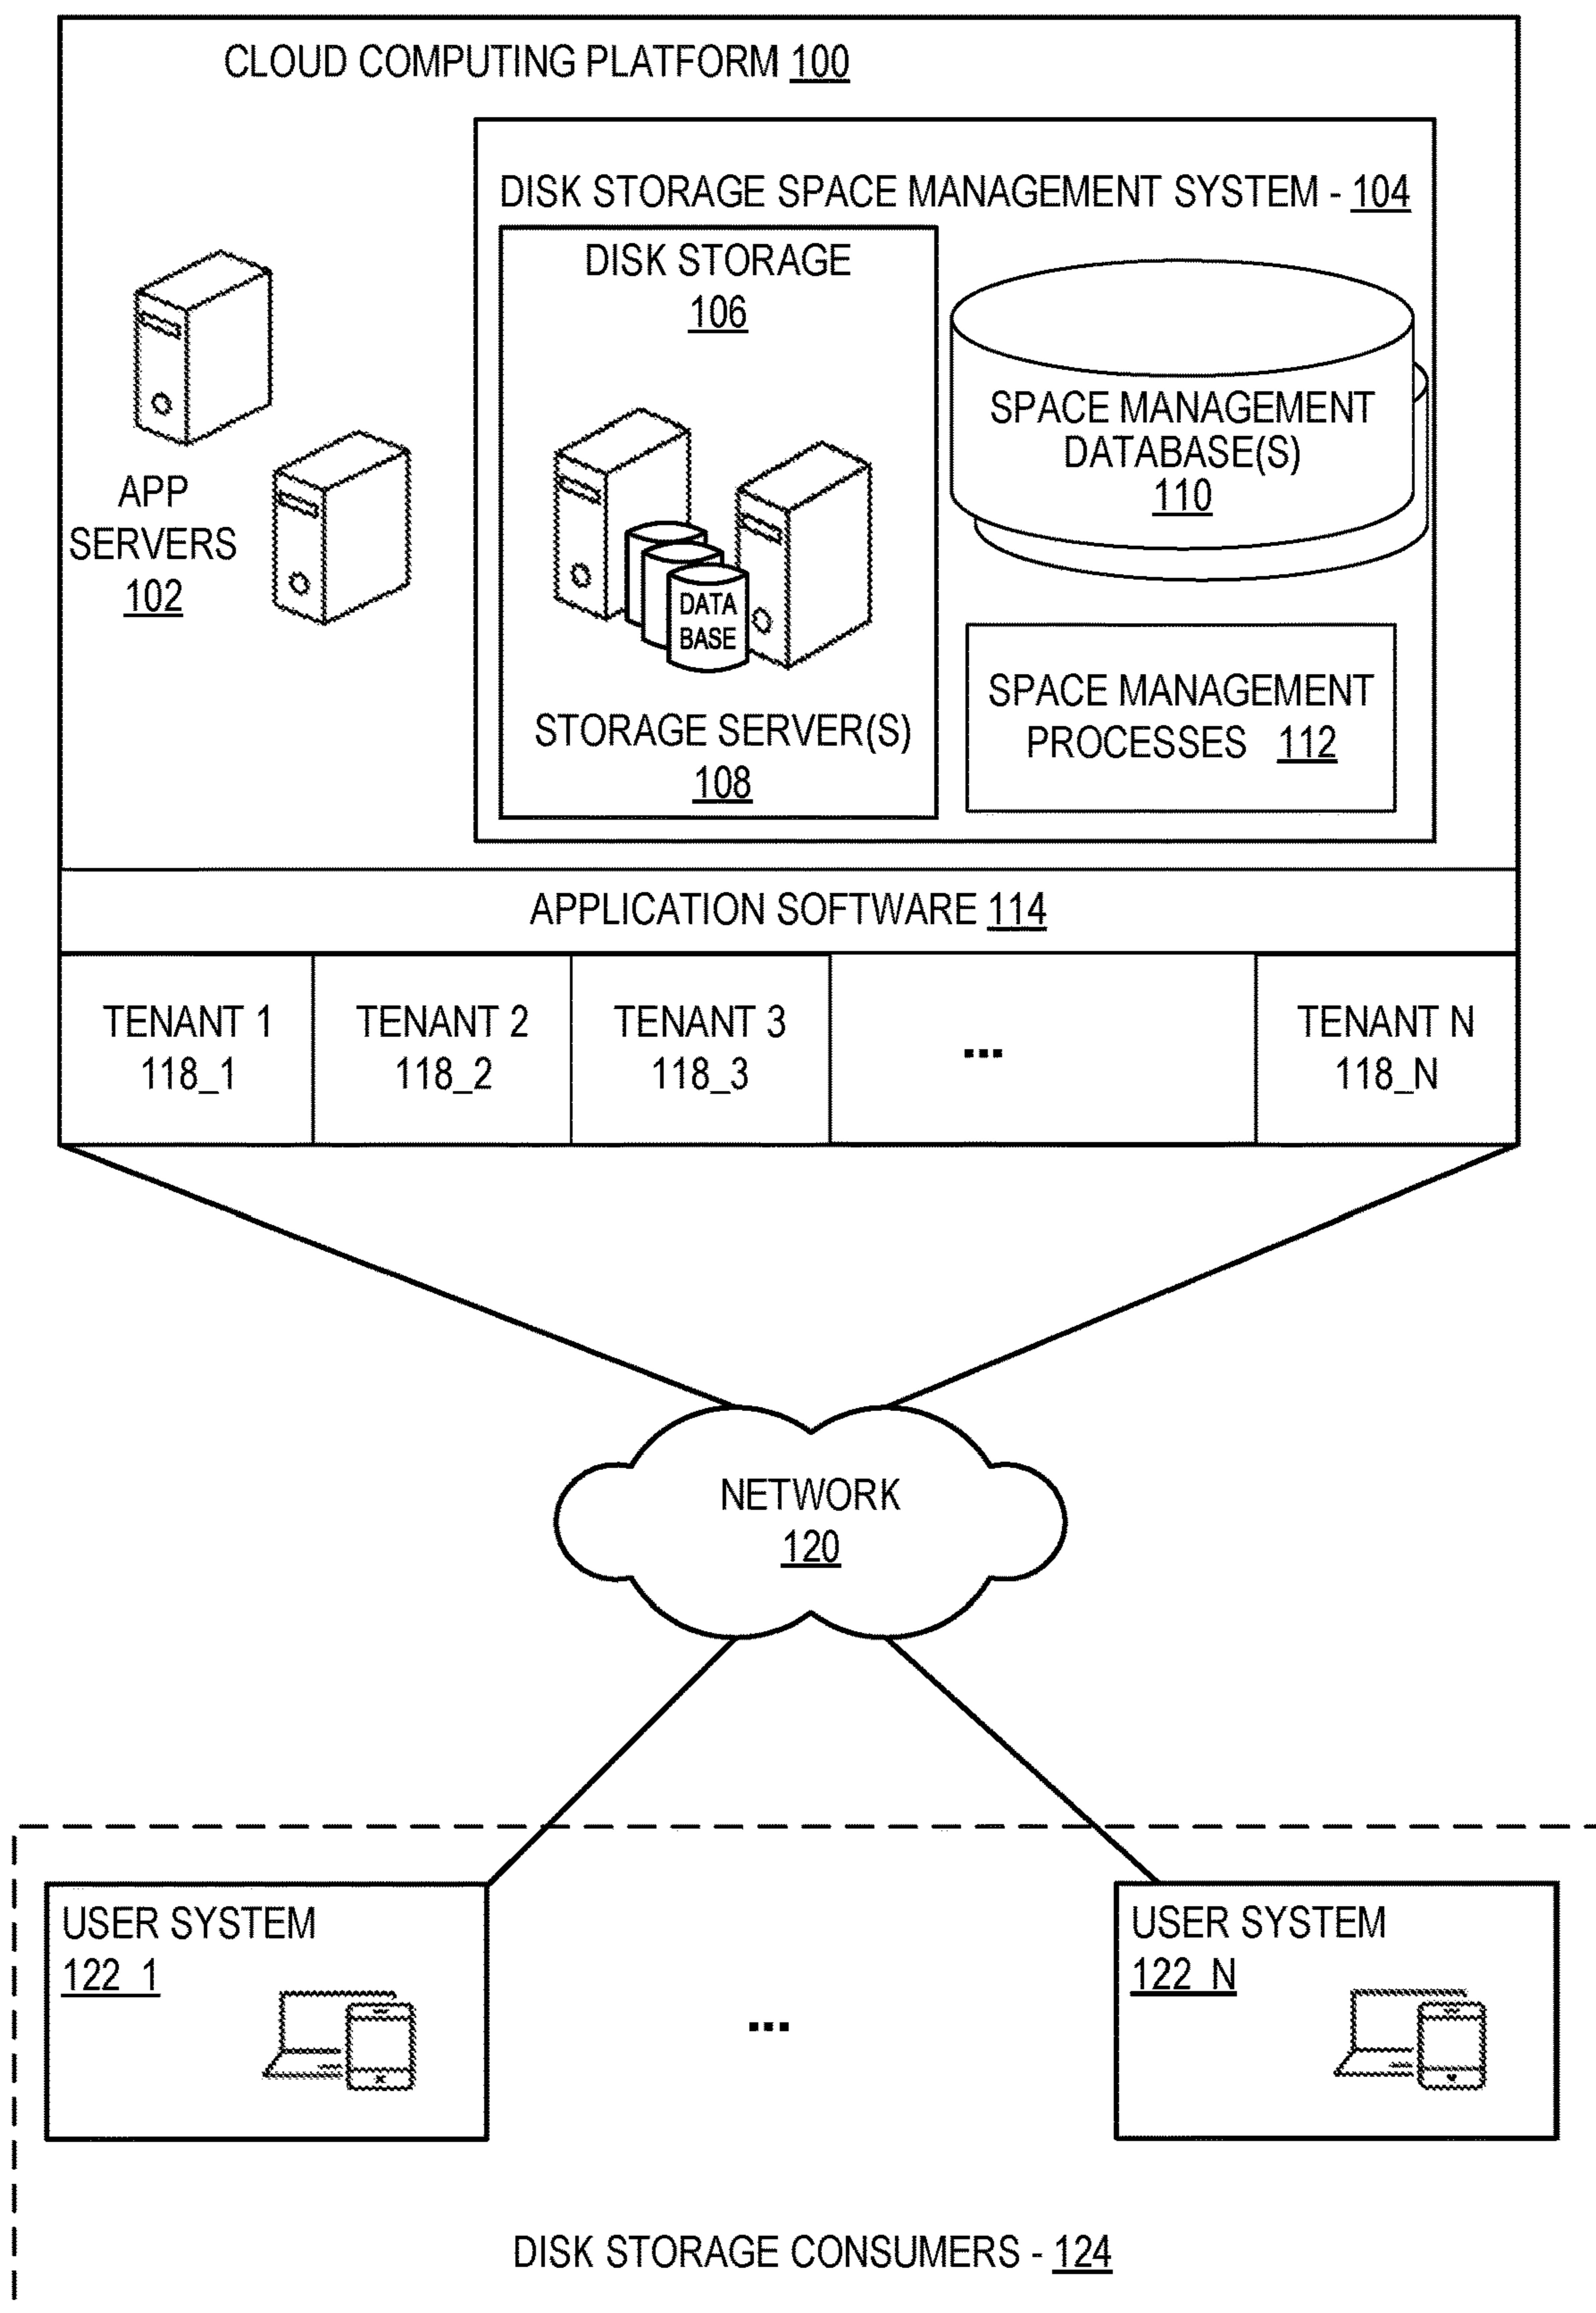 CLOUD COMPUTING PLATFORM 100
DISK STORAGE SPACE MANAGEMENT SYSTEM - 104
DISK STORAGE
106
SPACE MANAGEMENT
DATABASE(S)
110
APP
SERVERS
102
DATA
BASE
STORAGE SERVER(S)
108
SPACE MANAGEMENT
PROCESSES 112
APPLICATION SOFTWARE 114
TENANT 1
118_1
TENANT 2
118_2
TENANT 3
118_3
...
TENANT N
118_N
NETWORK
120
USER SYSTEM
122_1
...
USER SYSTEM
122_N
DISK STORAGE CONSUMERS - 124